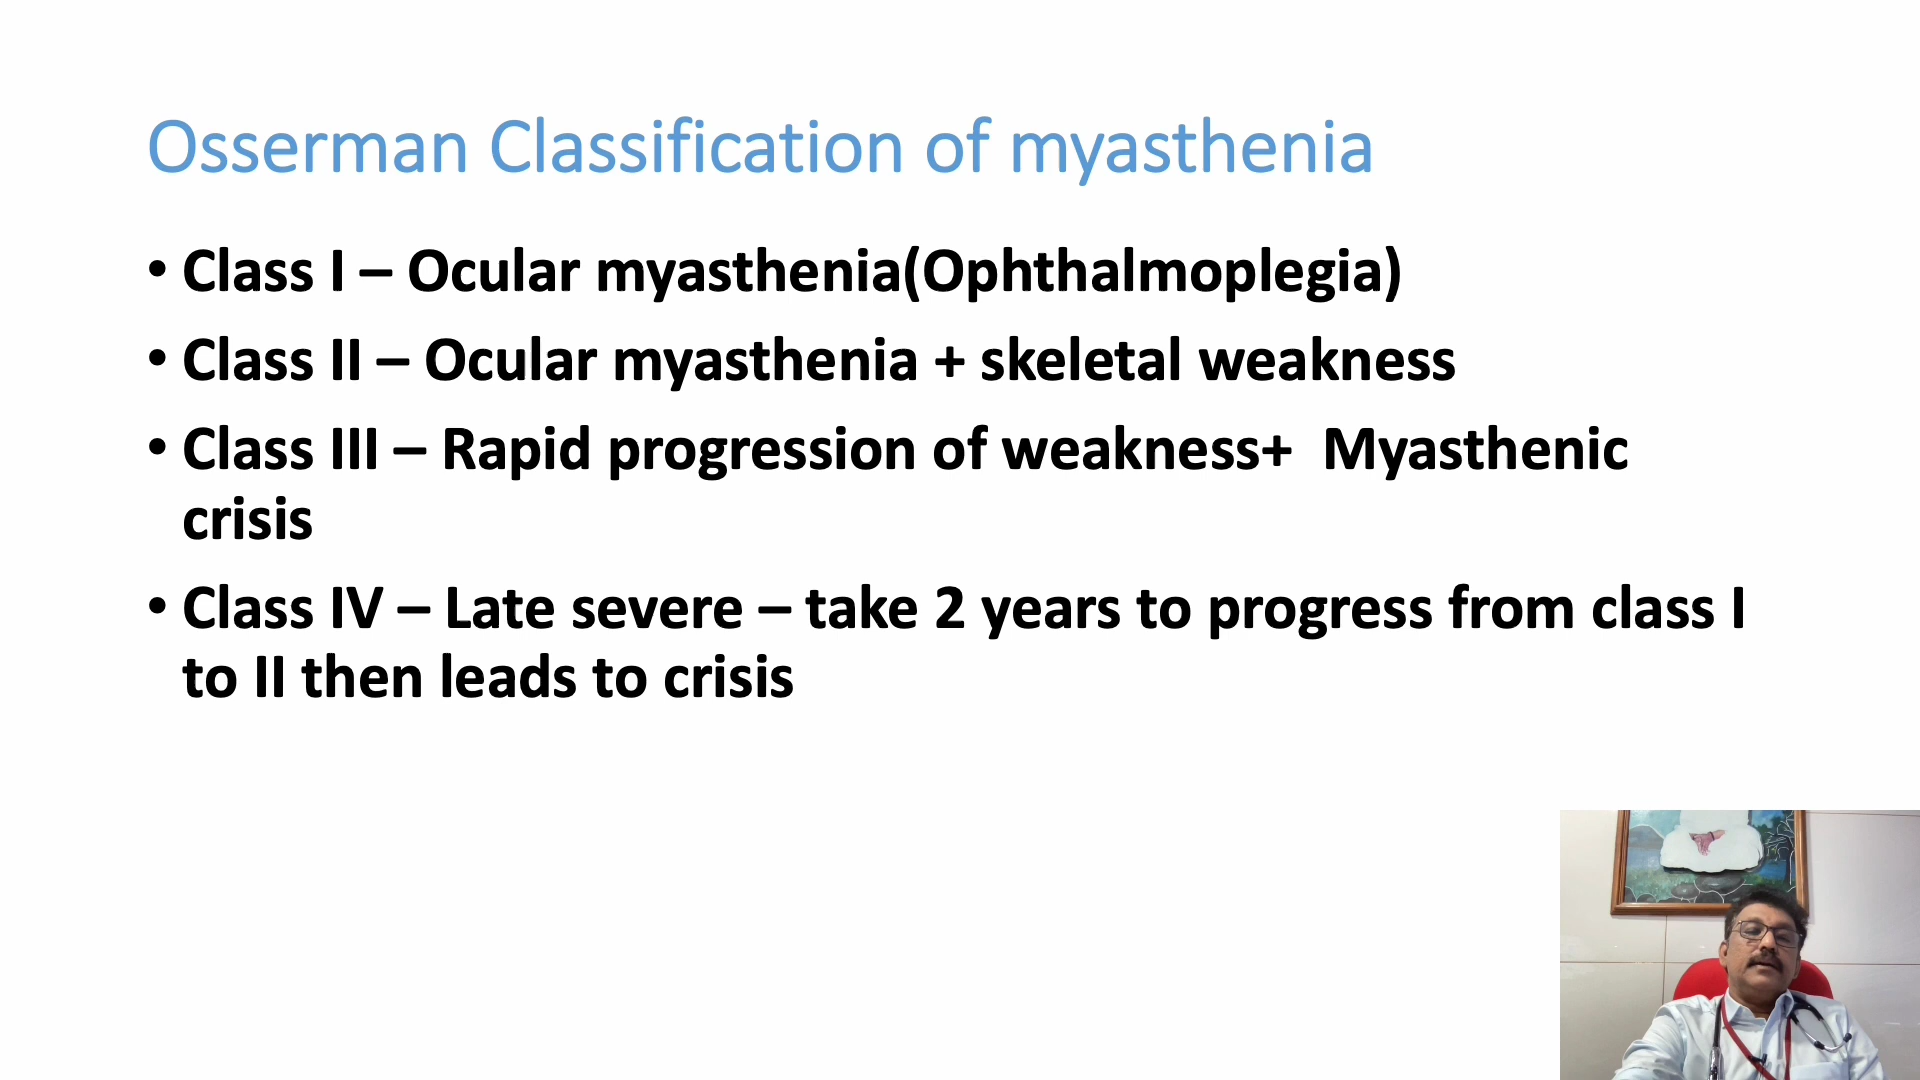 Osserman Classification of myasthenia
• Class I – Ocular myasthenia(Ophthalmoplegia)
• Class II – Ocular myasthenia + skeletal weakness
• Class III – Rapid progression of weakness+  Myasthenic
crisis
• Class IV – Late severe – take 2 years to progress from class I
to II then leads to crisis